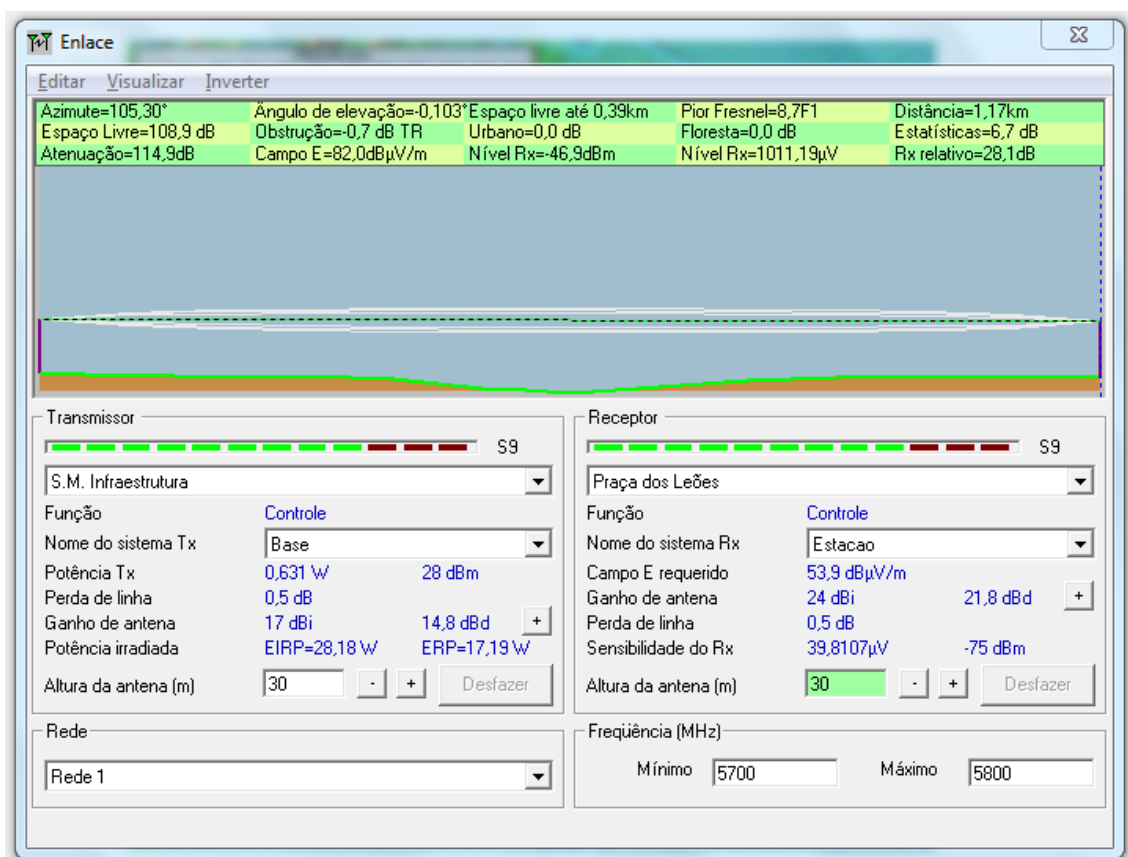 Enlace
Editar Visualizar Inverter
Azimute=105,30° Ângulo de elevação=-0,103° Espaço livre até 0,39km Pior Fresnel=8,7F1 Distância=1,17km
Espaço Livre=108,9 dB Obstrução=-0,7 dB TR Urbano=0,0 dB Floresta=0,0 dB Estatísticas=6,7 dB
Atenuação=114,9dB Campo E=82,0dBµV/m Nível Rx=-46,9dBm Nível Rx=1011,19µV Rx relativo=28,1dB
Transmissor
S9
S.M. Infraestrutura
Função Controle
Nome do sistema Tx Base
Potência Tx 0,631 W 28 dBm
Perda de linha 0,5 dB
Ganho de antena 17 dBi 14,8 dBd +
Potência irradiada EIRP=28,18 W ERP=17,19 W
Altura da antena (m) 30 - + Desfazer
Receptor
S9
Praça dos Leões
Função Controle
Nome do sistema Rx Estacao
Campo E requerido 53,9 dBµV/m
Ganho de antena 24 dBi 21,8 dBd +
Perda de linha 0,5 dB
Sensibilidade do Rx 39,8107µV -75 dBm
Altura da antena (m) 30 - + Desfazer
Rede
Rede 1
Freqüência (MHz)
Mínimo 5700 Máximo 5800